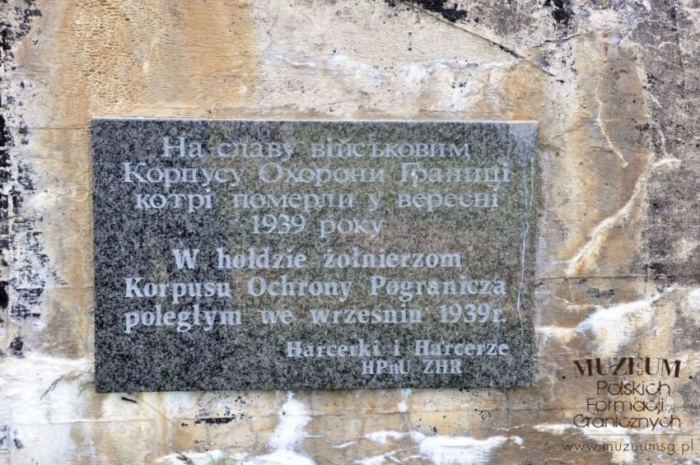 На славу військовим
Корпусу Охорони Границі
котрі померли у вересні
1939 року
W hołdzie żołnierzom
Korpusu Ochrony Pogranicza
poległym we wrześniu 1939r.
Harcerki i Harcerze
HPnU ZHR
MUZEUM
Polskich
Formacji
Granicznych
www.muzeumsg.pl